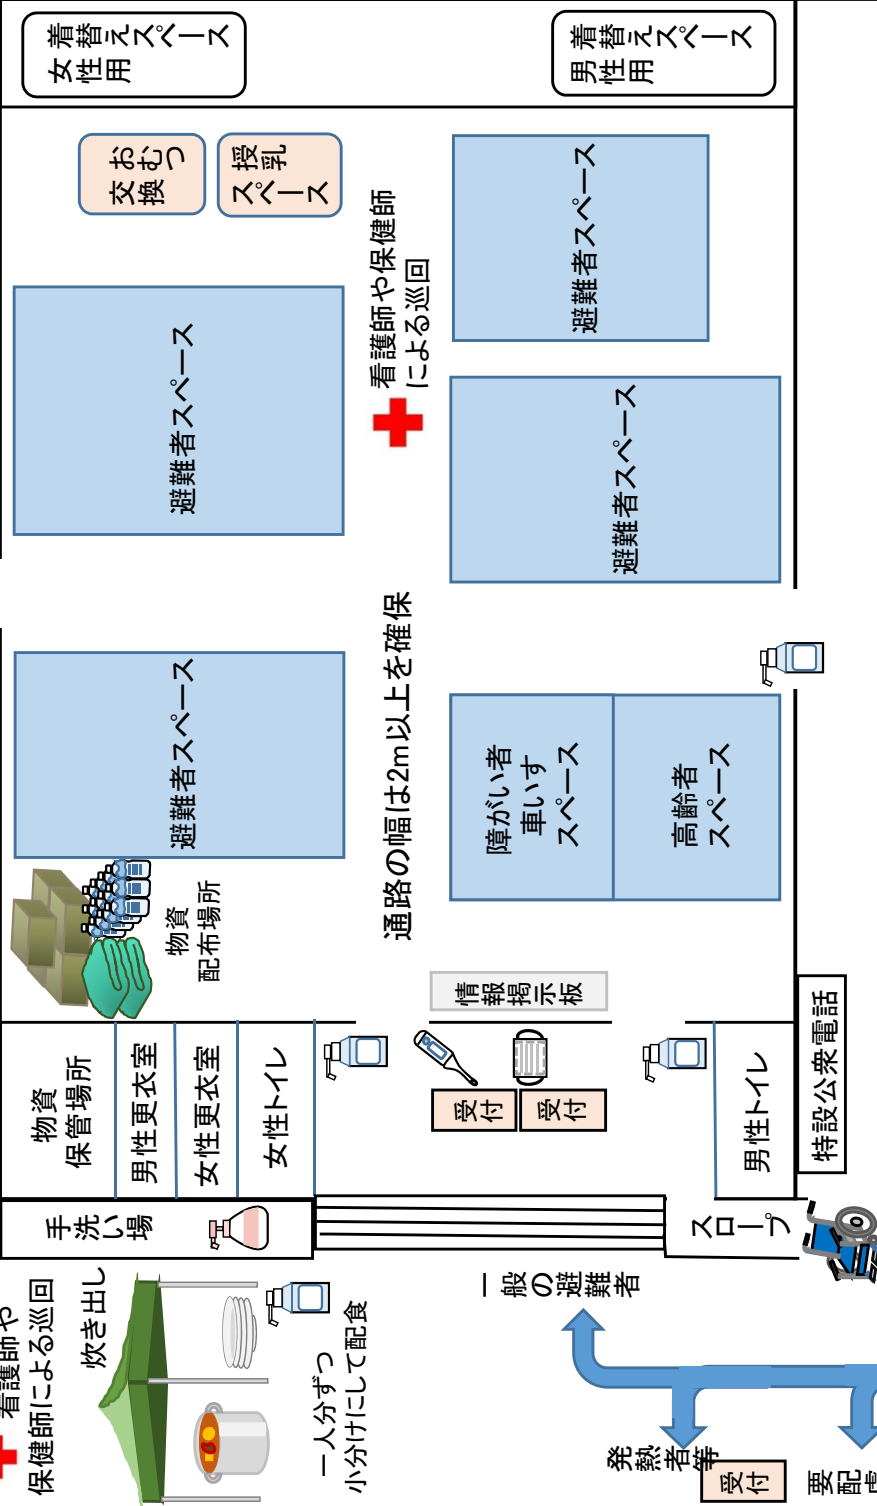 看護師や
保健師による巡回
炊き出し
一人分ずつ
小分けにして配食
手洗い場
物資
保管場所
男性更衣室
女性更衣室
女性トイレ
物資
配布場所
避難者スペース
避難者スペース
おむつ
交換
授乳
スペース
着替えスペース
女性用
通路の幅は2m以上を確保
看護師や保健師
による巡回
受付
受付
情報掲示板
障がい者
車いす
スペース
高齢者
スペース
避難者スペース
避難者スペース
着替えスペース
男性用
一般の避難者
発熱者等
受付
要配慮
スロープ
男性トイレ
特設公衆電話